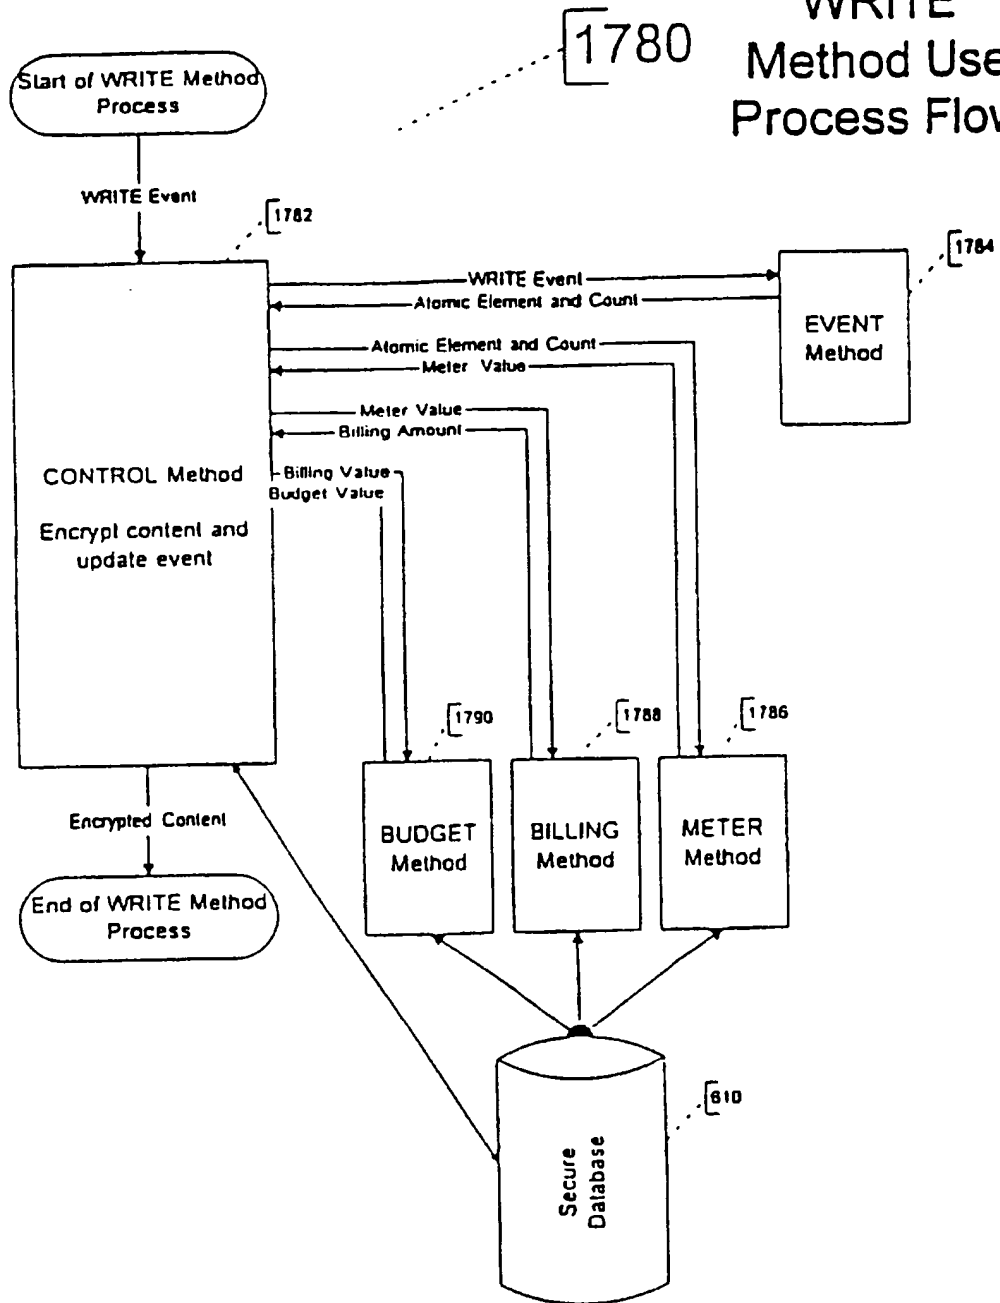 WRITE
Method Use
Process Flow
1780
Start of WRITE Method
Process
WRITE Event
1782
1784
WRITE Event
Atomic Element and Count
EVENT
Method
Atomic Element and Count
Meter Value
Meter Value
Billing Amount
CONTROL Method
Billing Value
Budget Value
Encrypt content and
update event
1790
1788
1786
Encrypted Content
BUDGET
Method
BILLING
Method
METER
Method
End of WRITE Method
Process
610
Secure
Database